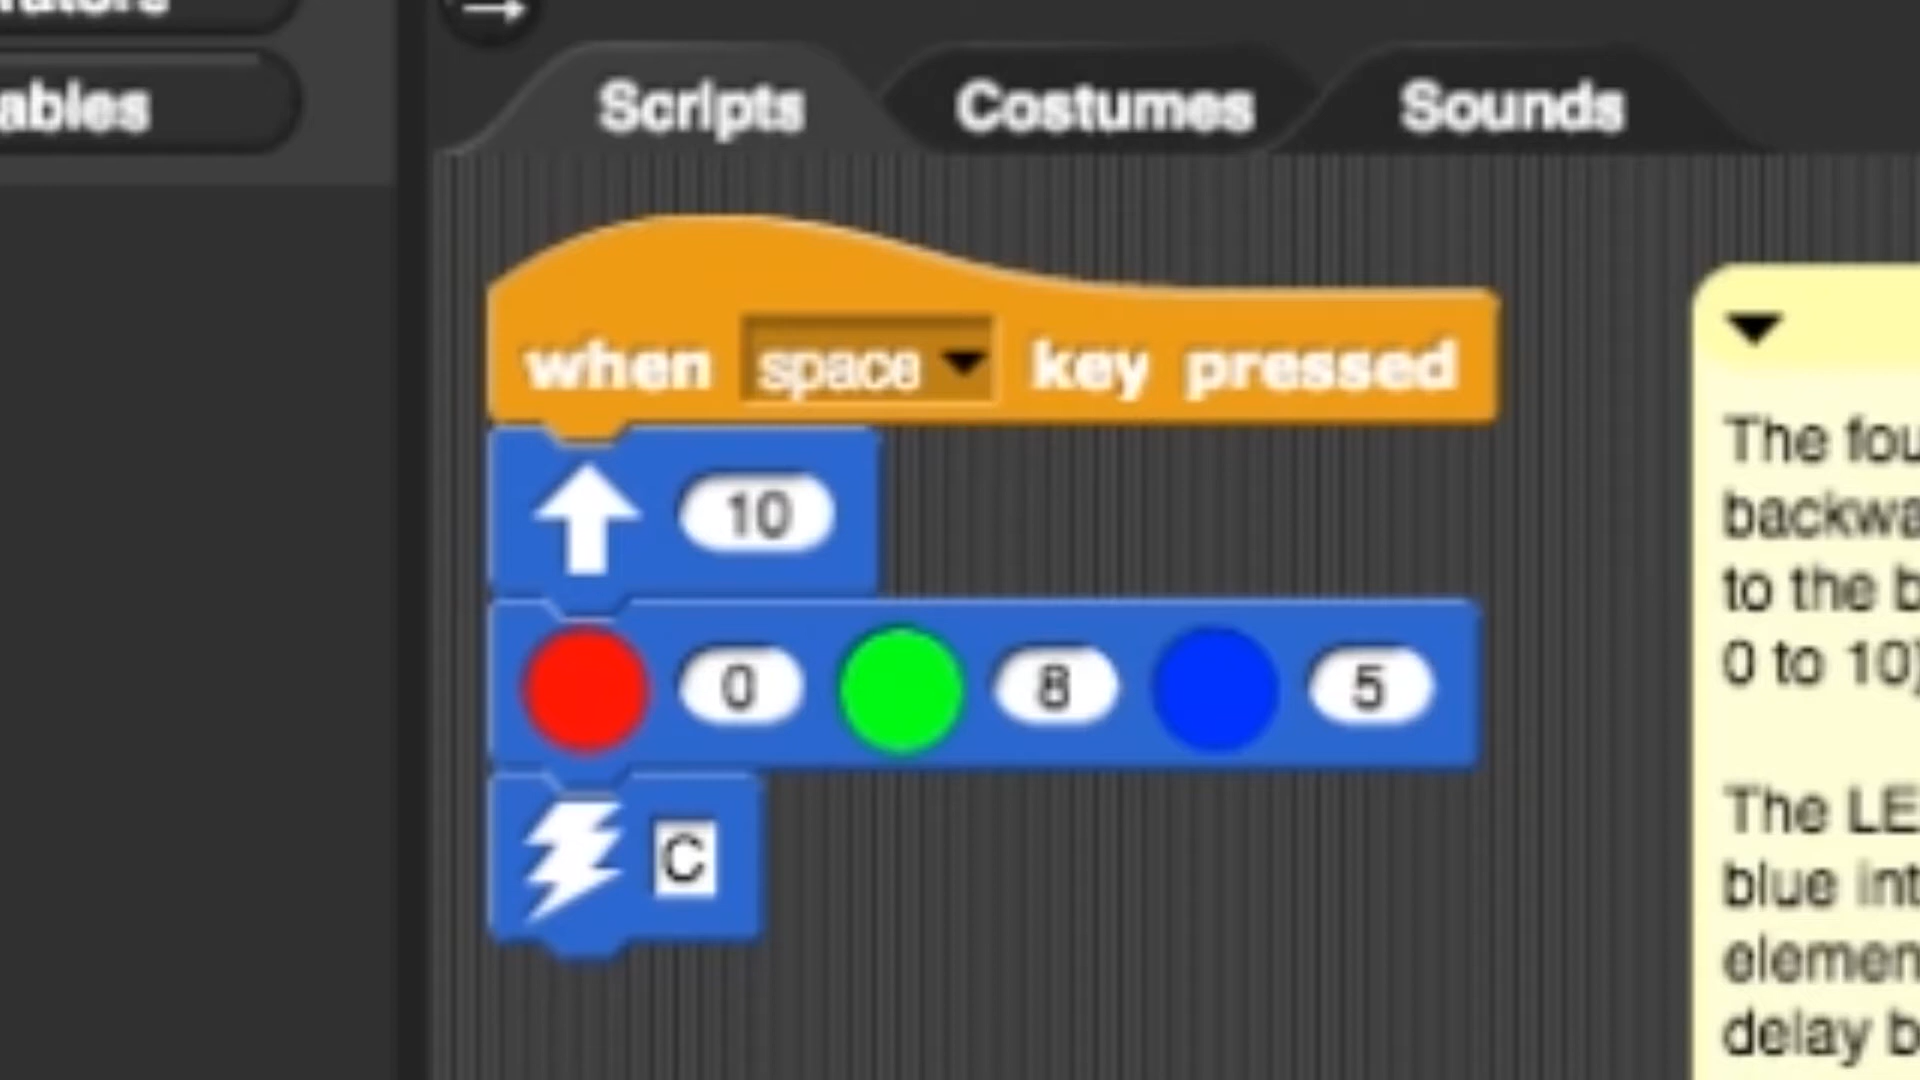 ables
Scripts Costumes Sounds
when space key pressed
10
0 8 5
C
The fou
backwa
to the b
0 to 10)
The LE
blue int
elemen
delay b